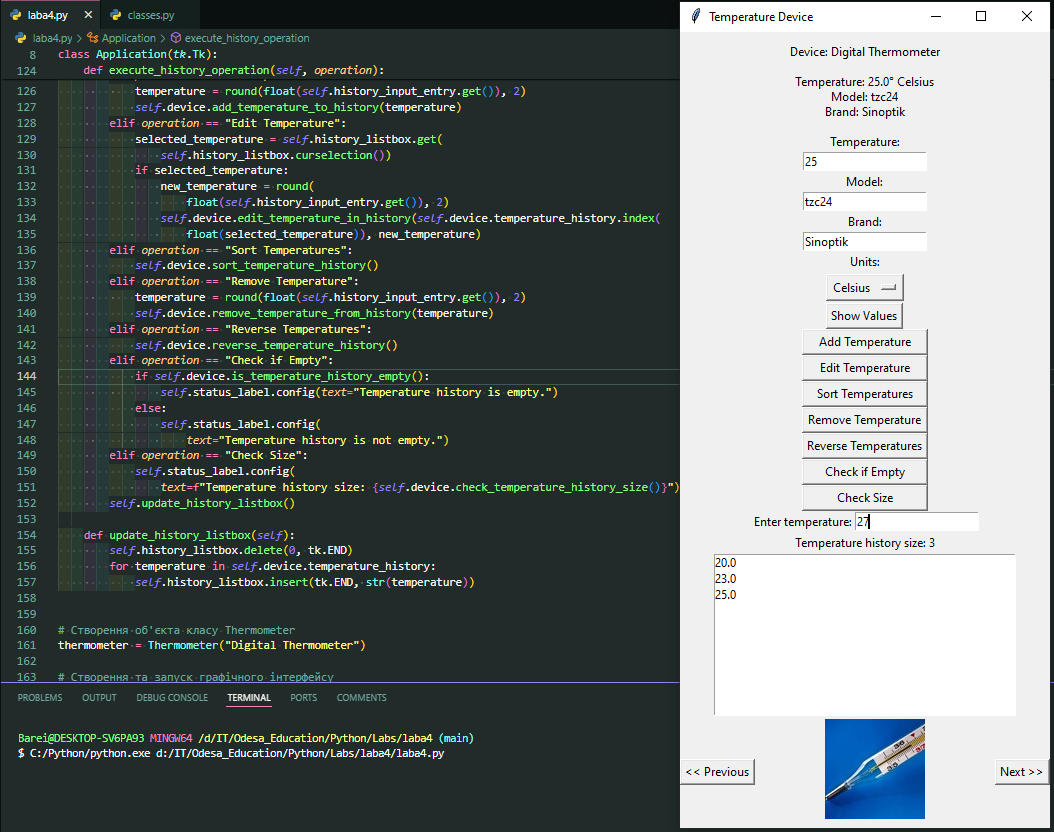 laba4.py
classes.py
laba4.py > Application > execute_history_operation
8 class Application(tk.Tk):
124 def execute_history_operation(self, operation):
126 temperature = round(float(self.history_input_entry.get()), 2)
127 self.device.add_temperature_to_history(temperature)
128 elif operation == "Edit Temperature":
129 selected_temperature = self.history_listbox.get(
130 self.history_listbox.curselection())
131 if selected_temperature:
132 new_temperature = round(
133 float(self.history_input_entry.get()), 2)
134 self.device.edit_temperature_in_history(self.device.temperature_history.index(
135 float(selected_temperature)), new_temperature)
136 elif operation == "Sort Temperatures":
137 self.device.sort_temperature_history()
138 elif operation == "Remove Temperature":
139 temperature = round(float(self.history_input_entry.get()), 2)
140 self.device.remove_temperature_from_history(temperature)
141 elif operation == "Reverse Temperatures":
142 self.device.reverse_temperature_history()
143 elif operation == "Check if Empty":
144 if self.device.is_temperature_history_empty():
145 self.status_label.config(text="Temperature history is empty.")
146 else:
147 self.status_label.config(
148 text="Temperature history is not empty.")
149 elif operation == "Check Size":
150 self.status_label.config(
151 text=f"Temperature history size: {self.device.check_temperature_history_size()}")
152 self.update_history_listbox()
153
154 def update_history_listbox(self):
155 self.history_listbox.delete(0, tk.END)
156 for temperature in self.device.temperature_history:
157 self.history_listbox.insert(tk.END, str(temperature))
158
159
160 # Створення об'єкта класу Thermometer
161 thermometer = Thermometer("Digital Thermometer")
162
163 # Створення та запуск графічного інтерфейсу
PROBLEMS OUTPUT DEBUG CONSOLE TERMINAL PORTS COMMENTS
Barei@DESKTOP-SV6PA93 MINGW64 /d/IT/Odesa_Education/Python/Labs/laba4 (main)
$ C:/Python/python.exe d:/IT/Odesa_Education/Python/Labs/laba4/laba4.py
Temperature Device
Device: Digital Thermometer
Temperature: 25.0° Celsius
Model: tzc24
Brand: Sinoptik
Temperature:
25
Model:
tzc24
Brand:
Sinoptik
Units:
Celsius
Show Values
Add Temperature
Edit Temperature
Sort Temperatures
Remove Temperature
Reverse Temperatures
Check if Empty
Check Size
Enter temperature: 27
Temperature history size: 3
20.0
23.0
25.0
<< Previous
Next >>